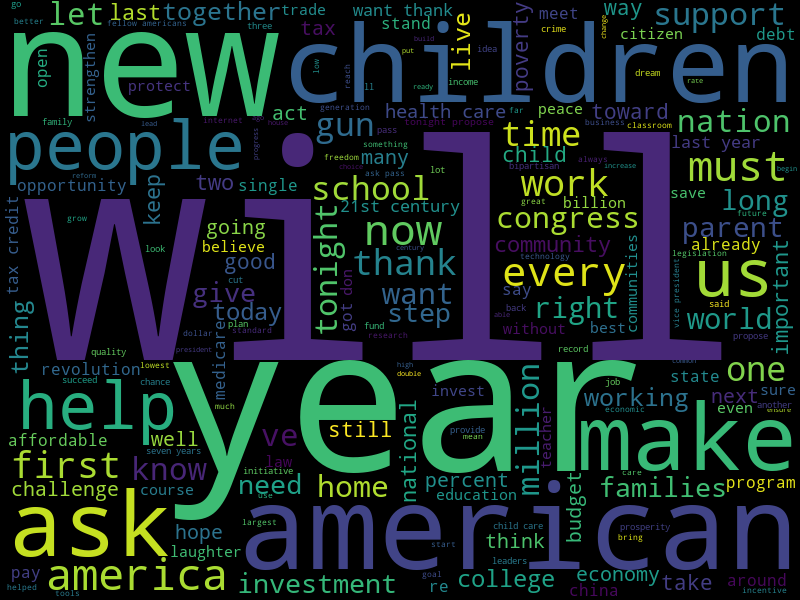 go
let last together trade want thank way meet support
better fellow americans three stand citizen debt
new children
open strengthen tax live poverty crime change
protect low reach put idea build ready income ll dream rate
family lead internet act health care peace toward nation
generation far business classroom
people gun tonight propose pass time last year
something many freedom bipartisan always increase must
reform opportunity keep two single ask pass lot child save begin
school work great billion long
grow 21st century congress parent future
will
going now community already
look believe thank every us legislation
tax credit good tonight want say technology communities important
cut give got don century right vice president said
thing dollar plan today step back able world
standard fund without best propose
president research
quality medicare record common
revolution lowest year high job state one
succeed chance double invest working next sure
much economic another
help ve still make even ensure
affordable well provide mean teacher
seven years law
first know initiative national million percent care
challenge course need home education families program
use budget
ask largest american prosperity
hope start child care think bring
laughter leaders
pay america investment goal college economy take around
helped tools re china incentive